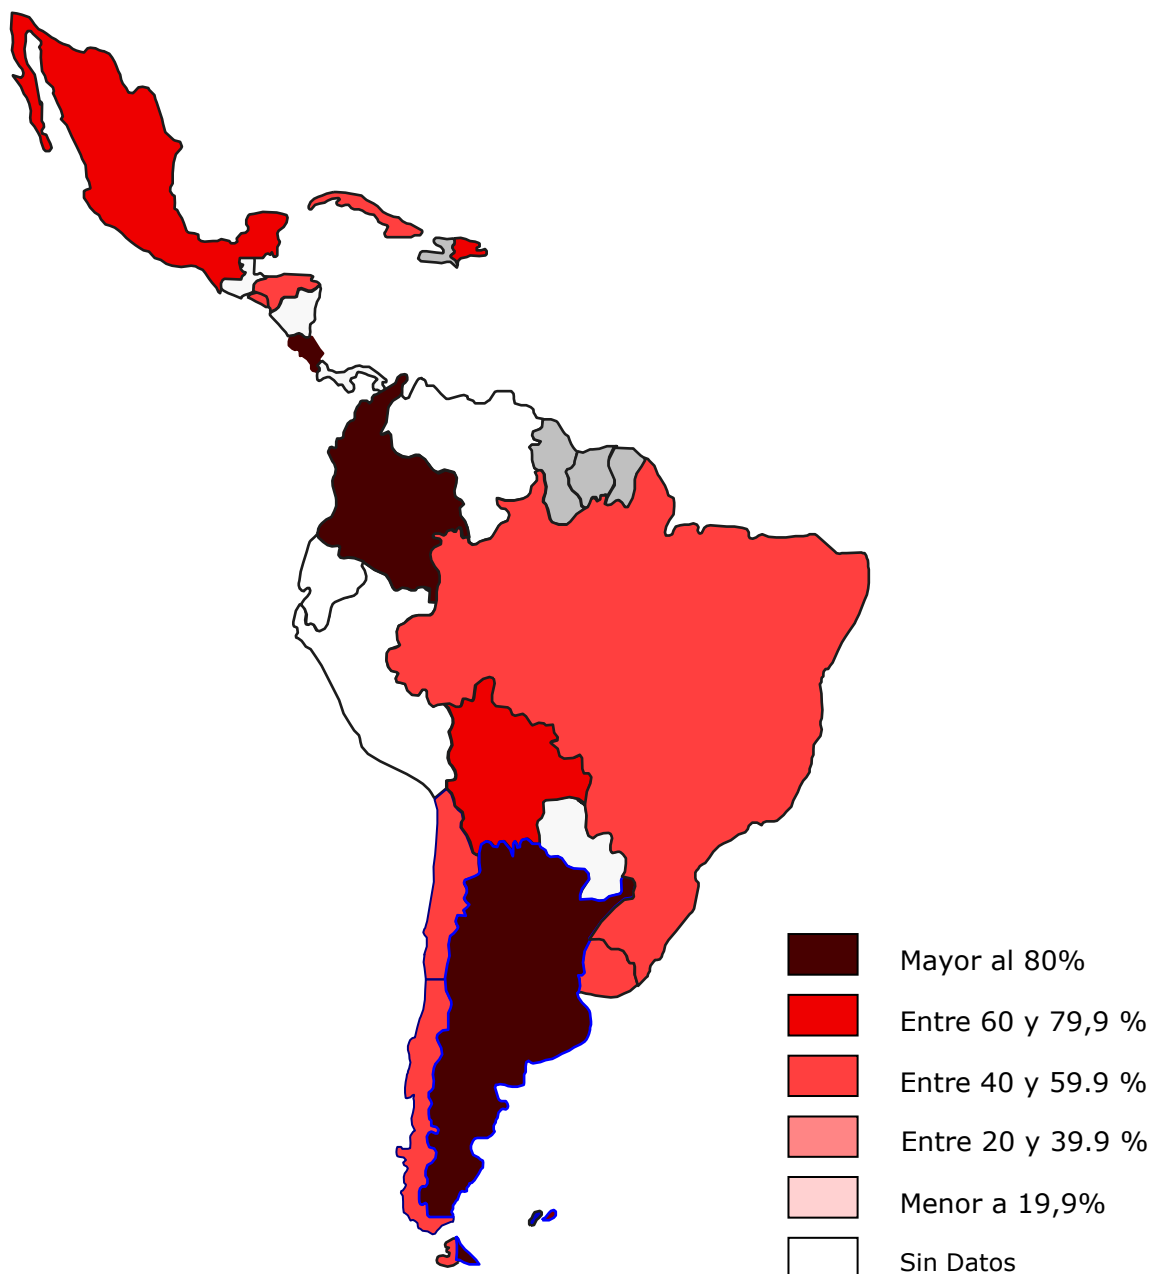 Mayor al 80%
Entre 60 y 79,9 %
Entre 40 y 59.9 %
Entre 20 y 39.9 %
Menor a 19,9%
Sin Datos